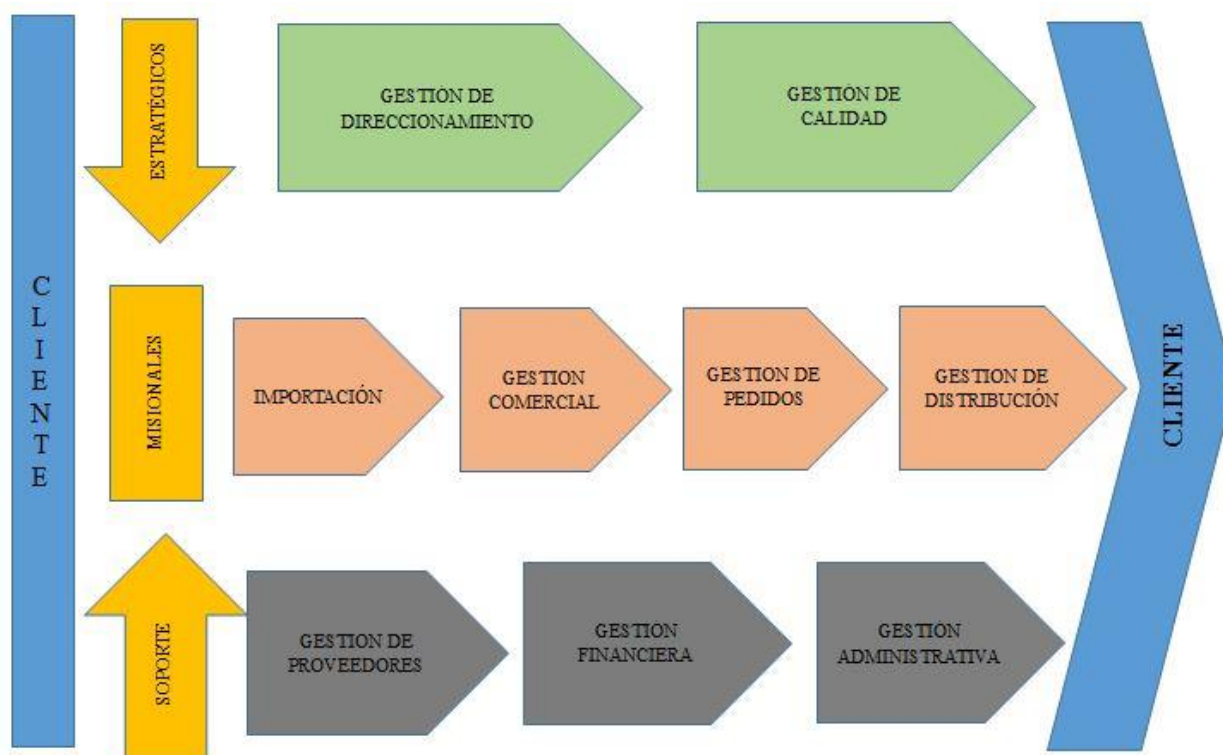 CLIENTE
ESTRATÉGICOS
GESTIÓN DE
DIRECCIONAMIENTO
GESTIÓN DE
CALIDAD
MISIONALES
IMPORTACIÓN
GESTION
COMERCIAL
GESTION DE
PEDIDOS
GESTION DE
DISTRIBUCIÓN
CLIENTE
SOPORTE
GESTION DE
PROVEEDORES
GESTIÓN
FINANCIERA
GESTIÓN
ADMINISTRATIVA